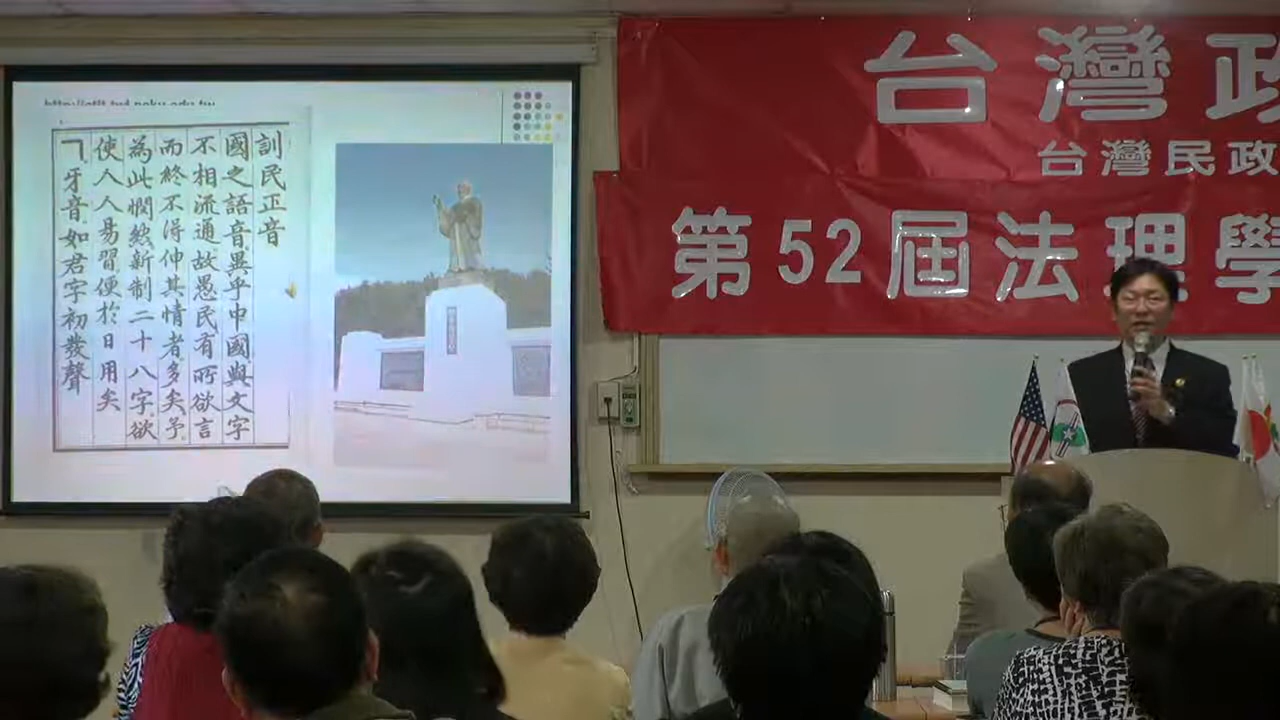 訓民正音
國之語音異乎中國與文字
不相流通故愚民有所欲言
而終不得伸其情者多矣予
為此憫然新制二十八字欲
使人人易習便於日用矣
ㄱ牙音如君字初發聲
台灣政
台灣民政
第52屆法理學